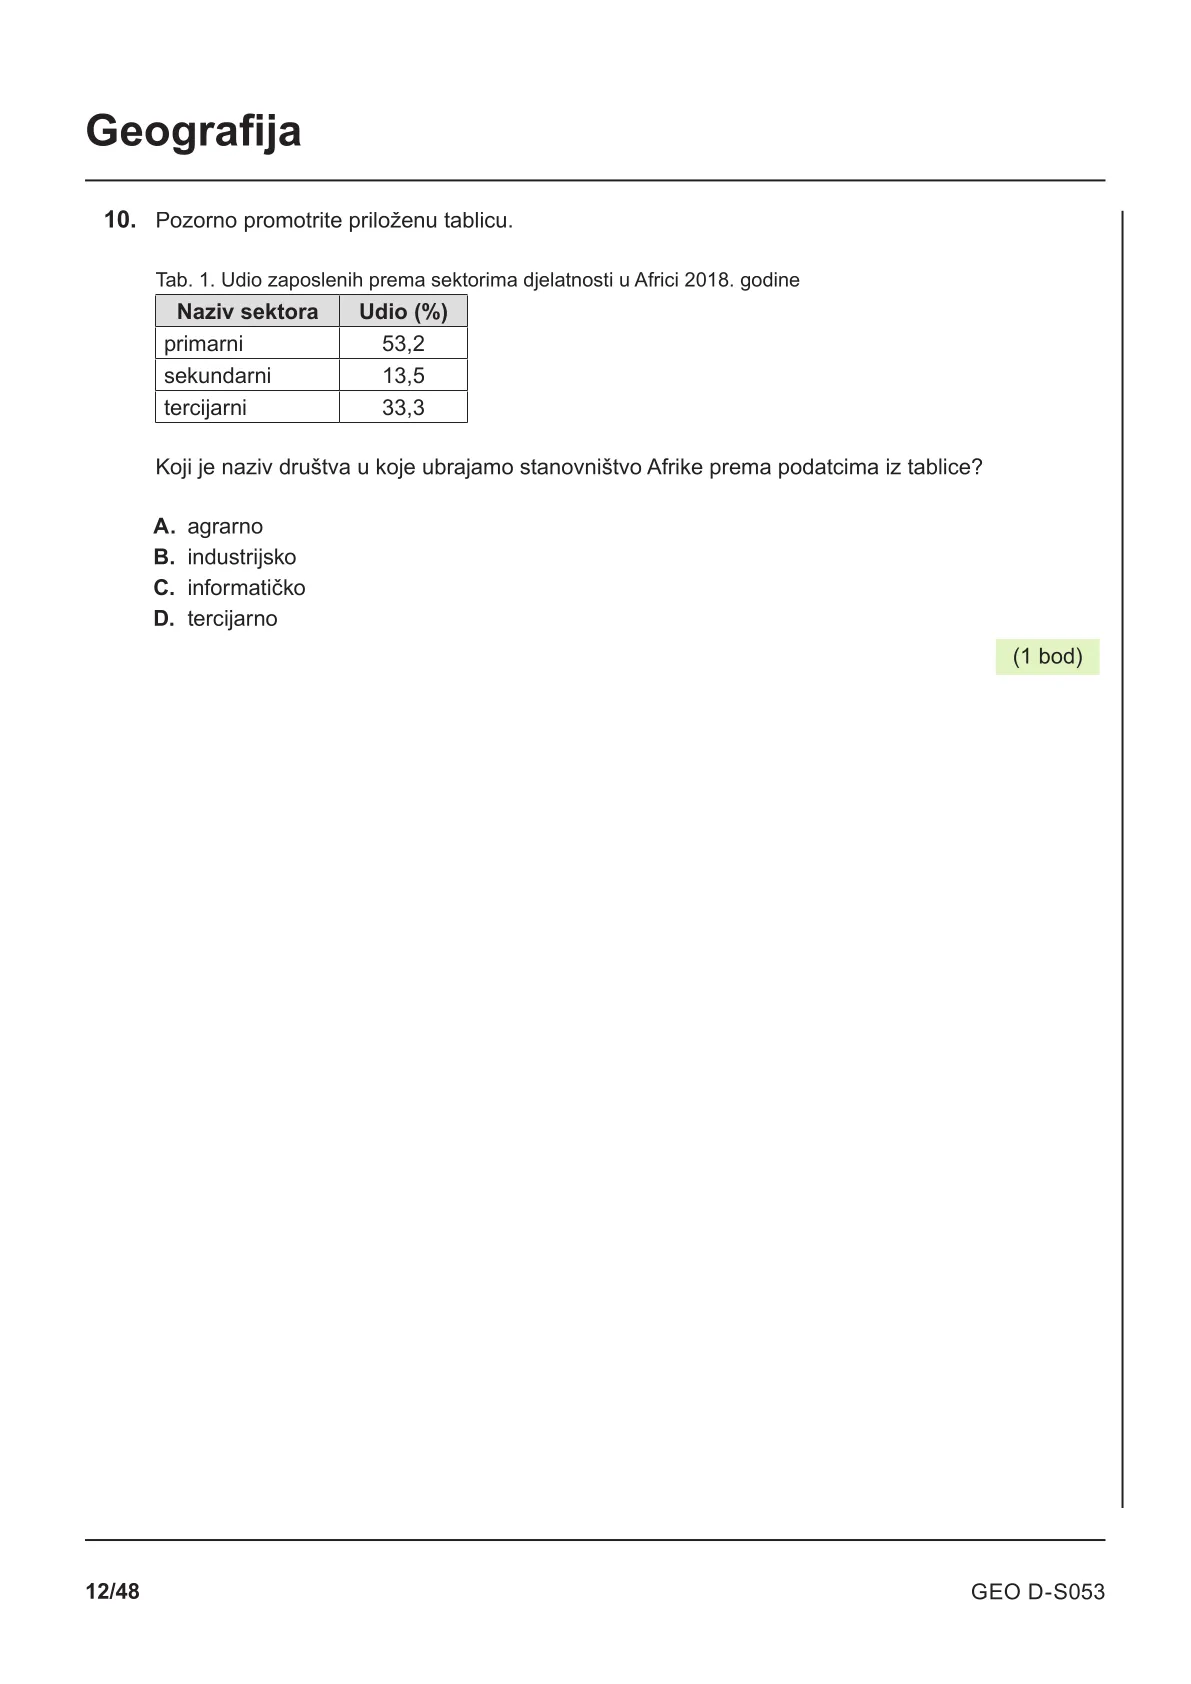 Geografija
10. Pozorno promotrite priloženu tablicu.
Tab. 1. Udio zaposlenih prema sektorima djelatnosti u Africi 2018. godine
Naziv sektora Udio (%)
primarni 53,2
sekundarni 13,5
tercijarni 33,3
Koji je naziv društva u koje ubrajamo stanovništvo Afrike prema podatcima iz tablice?
A. agrarno
B. industrijsko
C. informatičko
D. tercijarno
(1 bod)
12/48 GEO D-S053